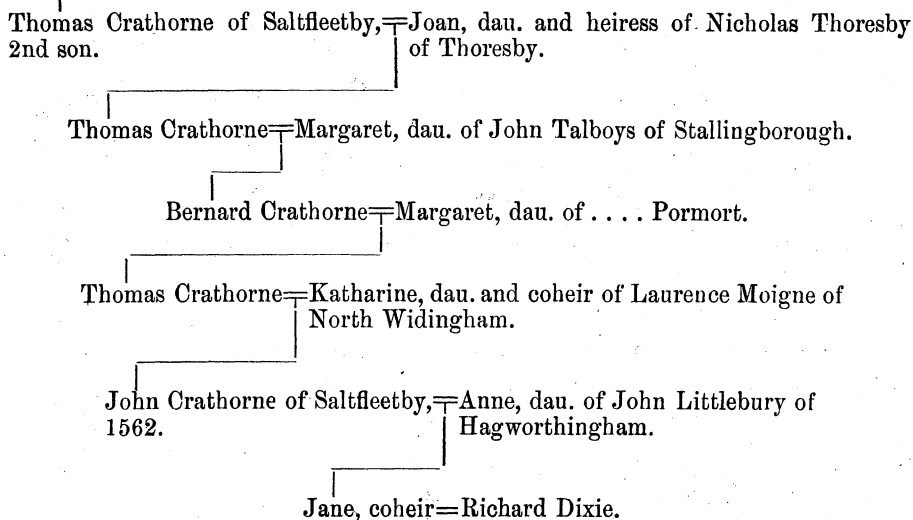 Thomas Crathorne of Saltfleetby,=Joan, dau. and heiress of Nicholas Thoresby
2nd son. of Thoresby.
Thomas Crathorne=Margaret, dau. of John Talboys of Stallingborough.
Bernard Crathorne=Margaret, dau. of .... Pormort.
Thomas Crathorne=Katharine, dau. and coheir of Laurence Moigne of
North Widingham.
John Crathorne of Saltfleetby,=Anne, dau. of John Littlebury of
1562. Hagworthingham.
Jane, coheir=Richard Dixie.